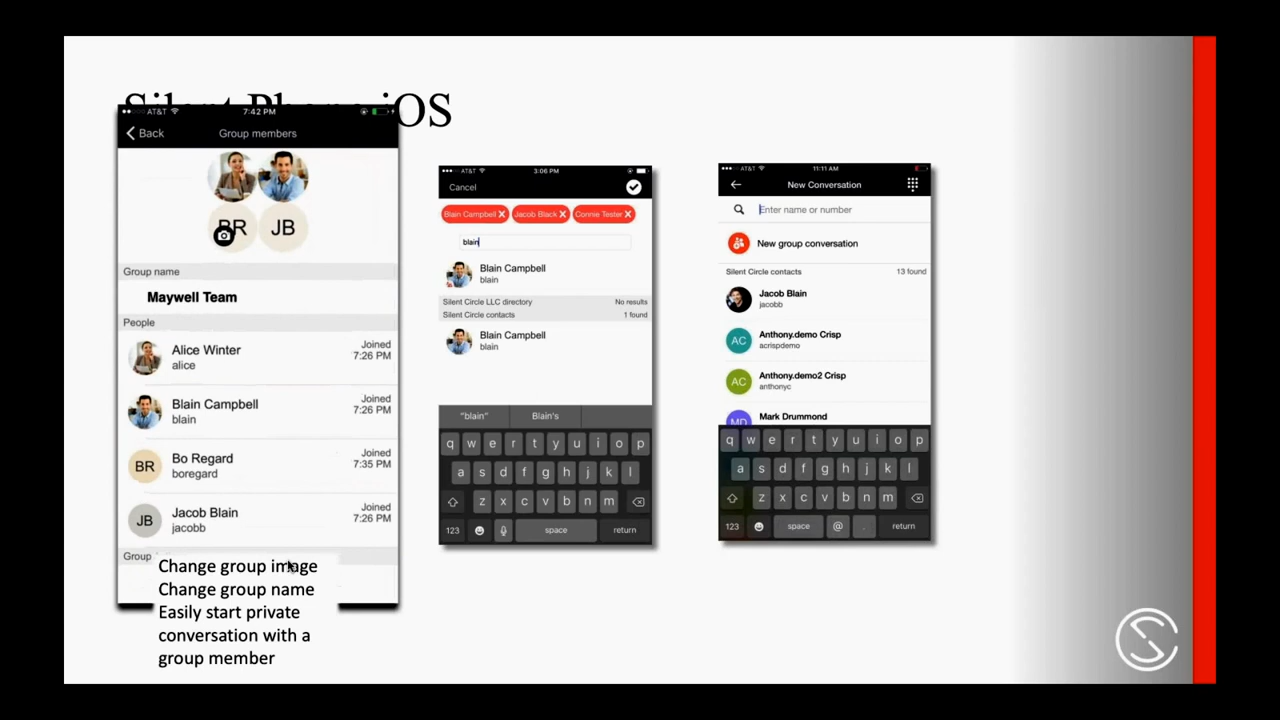 Silent Phone iOS
AT&T 7:42 PM
Back Group members
BR JB
Group name
Maywell Team
People
Alice Winter Joined
alice 7:26 PM
Blain Campbell Joined
blain 7:26 PM
BR Bo Regard Joined
boregard 7:35 PM
JB Jacob Blain Joined
jacobb 7:26 PM
Group
Change group image
Change group name
Easily start private
conversation with a
group member
AT&T 3:06 PM
Cancel
Blain Campbell X Jacob Black X Connie Tester X
blain
Blain Campbell
blain
Silent Circle LLC directory No results
Silent Circle contacts 1 found
Blain Campbell
blain
"blain" Blain's
q w e r t y u i o p
a s d f g h j k l
z x c v b n m
123 space return
AT&T 11:11 AM
New Conversation
Enter name or number
New group conversation
Silent Circle contacts 13 found
Jacob Blain
jacobb
AC Anthony.demo Crisp
acrispdemo
AC Anthony.demo2 Crisp
anthonyc
MD Mark Drummond
q w e r t y u i o p
a s d f g h j k l
z x c v b n m
123 space @ . return